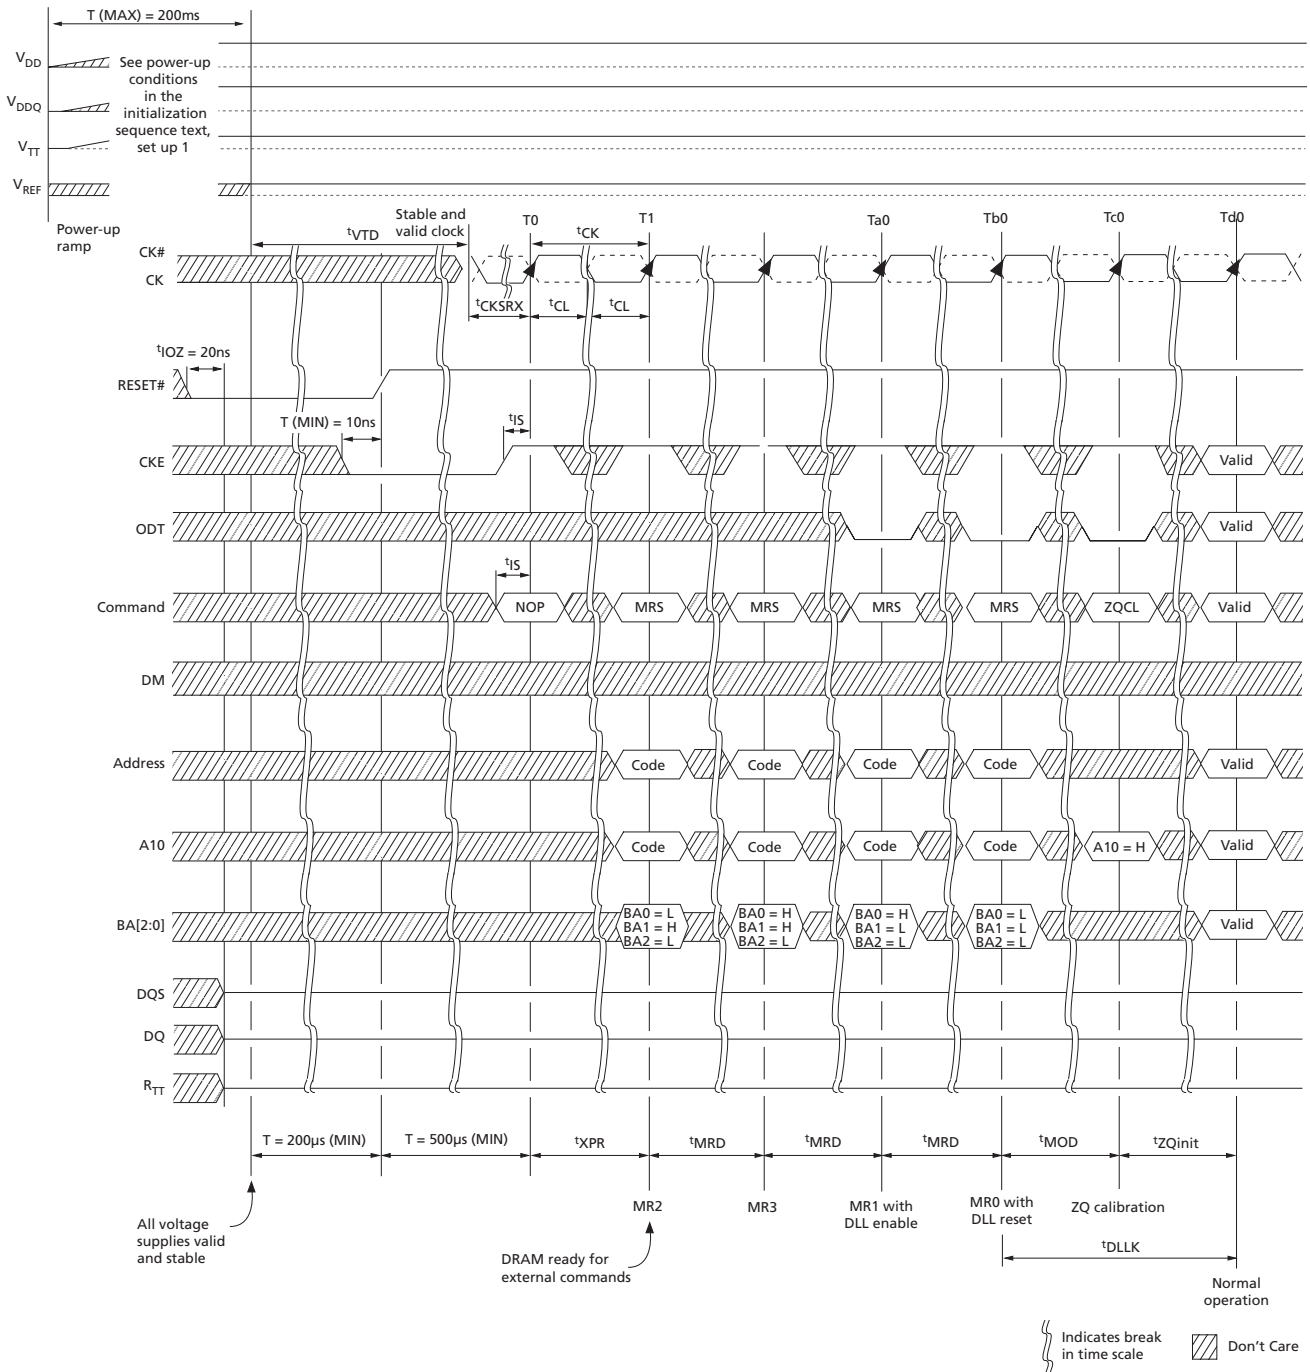 T (MAX) = 200ms
VDD
See power-up
conditions
in the
initialization
sequence text,
set up 1
VDDQ
VTT
VREF
Power-up
ramp
Stable and
valid clock
tVTD
T0
T1
Ta0
Tb0
Tc0
Td0
tCK
CK#
CK
tCKSRX
tCL
tCL
tIOZ = 20ns
RESET#
T (MIN) = 10ns
tIS
CKE
Valid
ODT
Valid
tIS
Command
NOP
MRS
MRS
MRS
MRS
ZQCL
Valid
DM
Address
Code
Code
Code
Code
Valid
A10
Code
Code
Code
Code
A10 = H
Valid
BA[2:0]
BA0 = L
BA1 = H
BA2 = L
BA0 = H
BA1 = H
BA2 = L
BA0 = H
BA1 = L
BA2 = L
BA0 = L
BA1 = L
BA2 = L
Valid
DQS
DQ
RTT
T = 200µs (MIN)
T = 500µs (MIN)
tXPR
tMRD
tMRD
tMRD
tMOD
tZQinit
MR2
MR3
MR1 with
DLL enable
MR0 with
DLL reset
ZQ calibration
All voltage
supplies valid
and stable
DRAM ready for
external commands
tDLLK
Normal
operation
Indicates break
in time scale
Don't Care